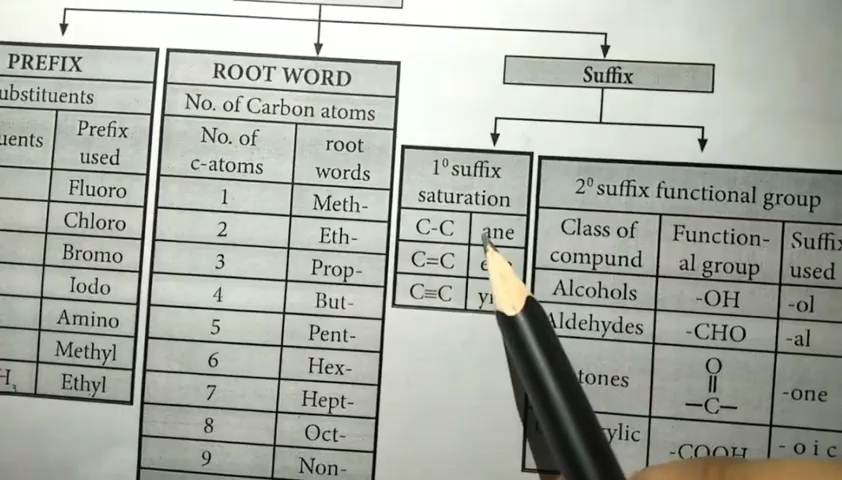 PREFIX
uents
Prefix
used
Fluoro
Chloro
Bromo
Iodo
Amino
Methyl
Ethyl
ROOT WORD
No. of Carbon atoms
No. of
c-atoms
root
words
1 Meth-
2 Eth-
3 Prop-
4 But-
5 Pent-
6 Hex-
7 Hept-
8 Oct-
9 Non-
Suffix
1⁰ suffix
saturation
C-C ane
C=C
C≡C
2⁰ suffix functional group
Class of
compund
Function-
al group
Suffix
used
Alcohols -OH -ol
Aldehydes -CHO -al
tones
O
||
—C—
-one
ylic -COOH - o i c